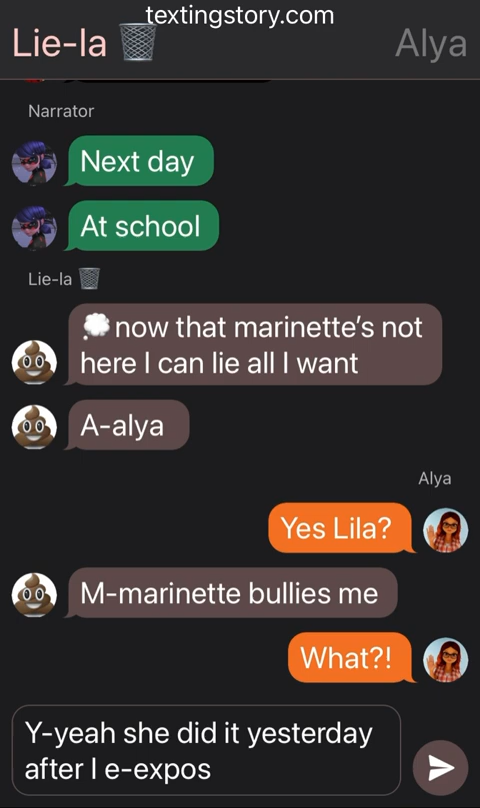 textingstory.com
Lie-la 🗑️ Alya
Narrator
Next day
At school
Lie-la 🗑️
💭now that marinette’s not
here I can lie all I want
A-alya
Alya
Yes Lila?
M-marinette bullies me
What?!
Y-yeah she did it yesterday
after I e-expos